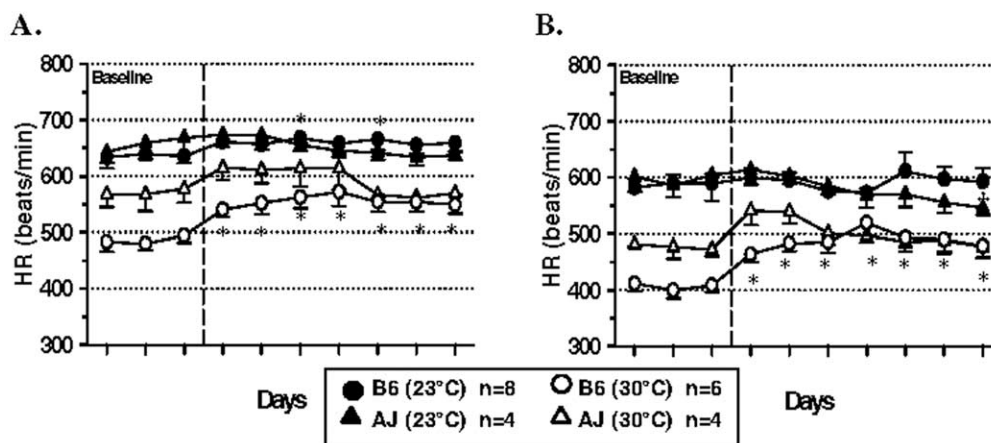 A.
B.
800
Baseline
700
600
500
400
300
HR (beats/min)
* * * * * * * * *
Days
800
Baseline
700
600
500
400
300
HR (beats/min)
* * * * * * *
Days
B6 (23°C) n=8
B6 (30°C) n=6
AJ (23°C) n=4
AJ (30°C) n=4